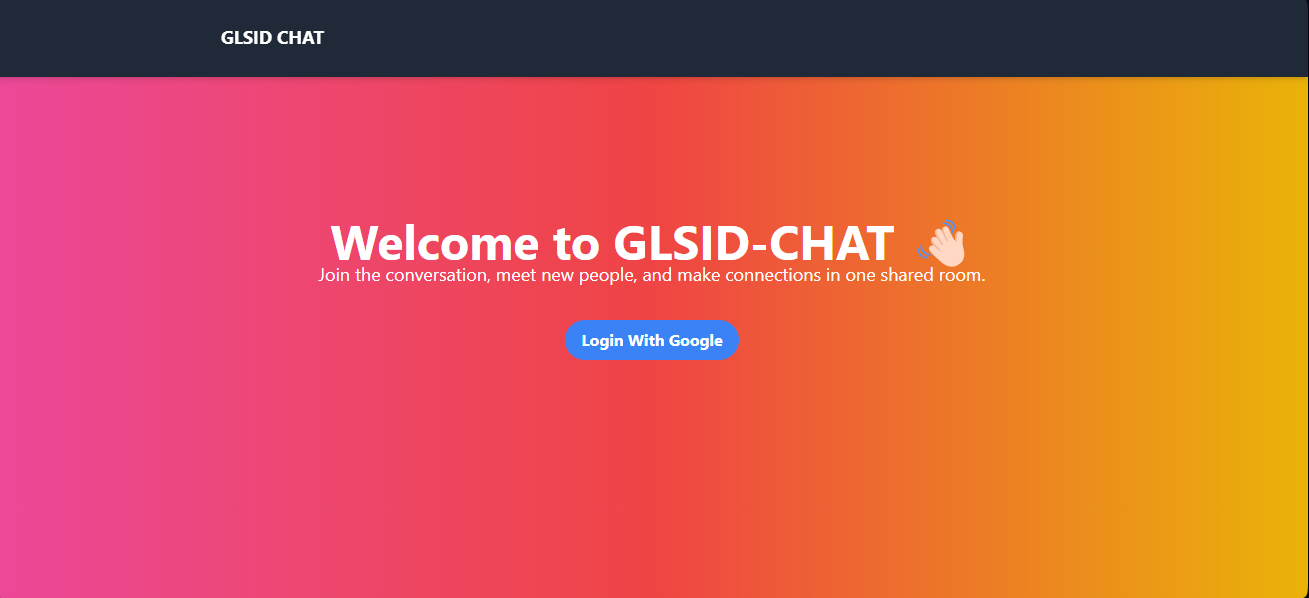 GLSID CHAT
Welcome to GLSID-CHAT 👋
Join the conversation, meet new people, and make connections in one shared room.
Login With Google